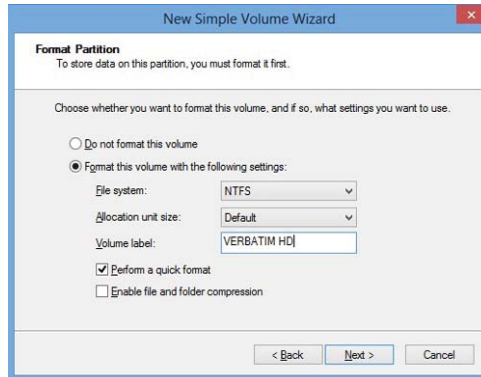 New Simple Volume Wizard
Format Partition
To store data on this partition, you must format it first.
Choose whether you want to format this volume, and if so, what settings you want to use.
Do not format this volume
Format this volume with the following settings:
File system: NTFS
Allocation unit size: Default
Volume label: VERBATIM HD
Perform a quick format
Enable file and folder compression
< Back Next > Cancel